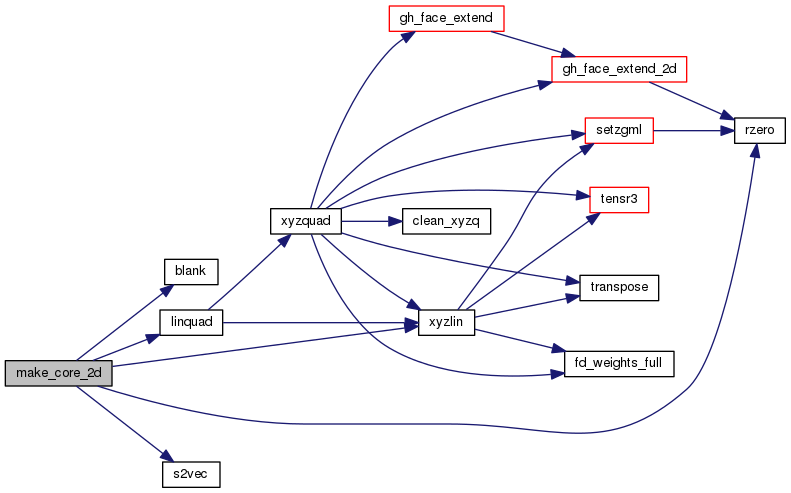 gh_face_extend
gh_face_extend_2d
setzgml
rzero
tensr3
xyzquad
clean_xyzq
blank
transpose
linquad
xyzlin
fd_weights_full
make_core_2d
s2vec